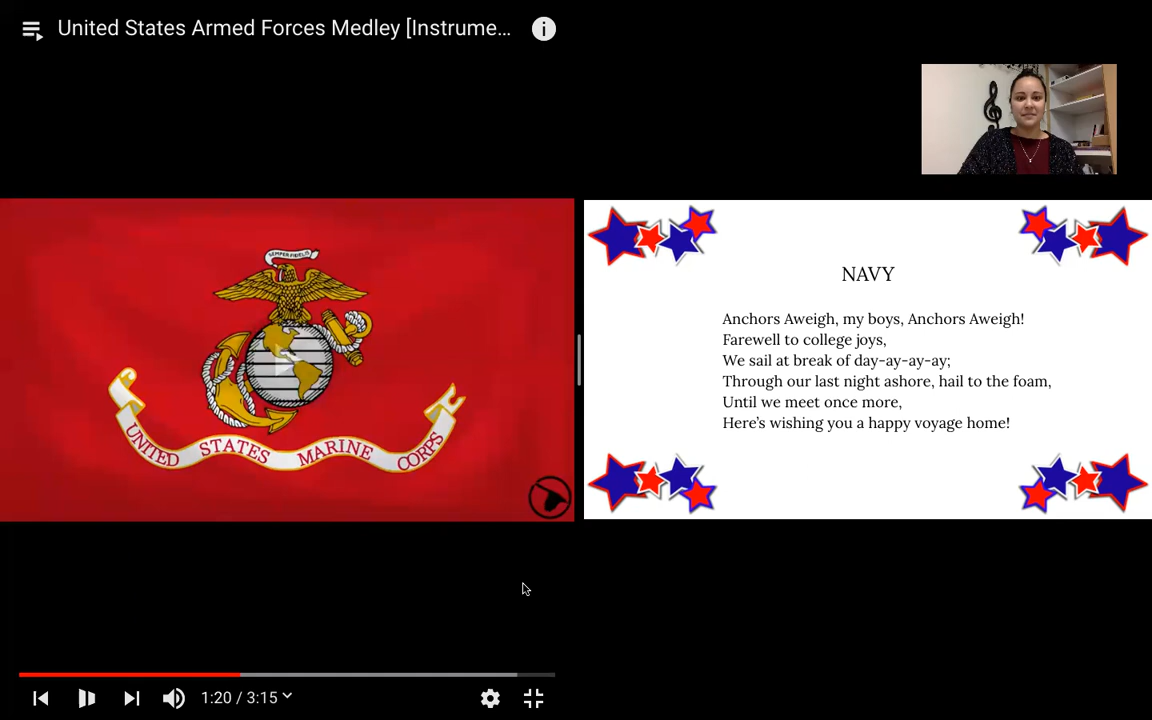 United States Armed Forces Medley [Instrume...
SEMPER FIDELIS
UNITED STATES MARINE CORPS
NAVY
Anchors Aweigh, my boys, Anchors Aweigh!
Farewell to college joys,
We sail at break of day-ay-ay-ay;
Through our last night ashore, hail to the foam,
Until we meet once more,
Here's wishing you a happy voyage home!
1:20 / 3:15